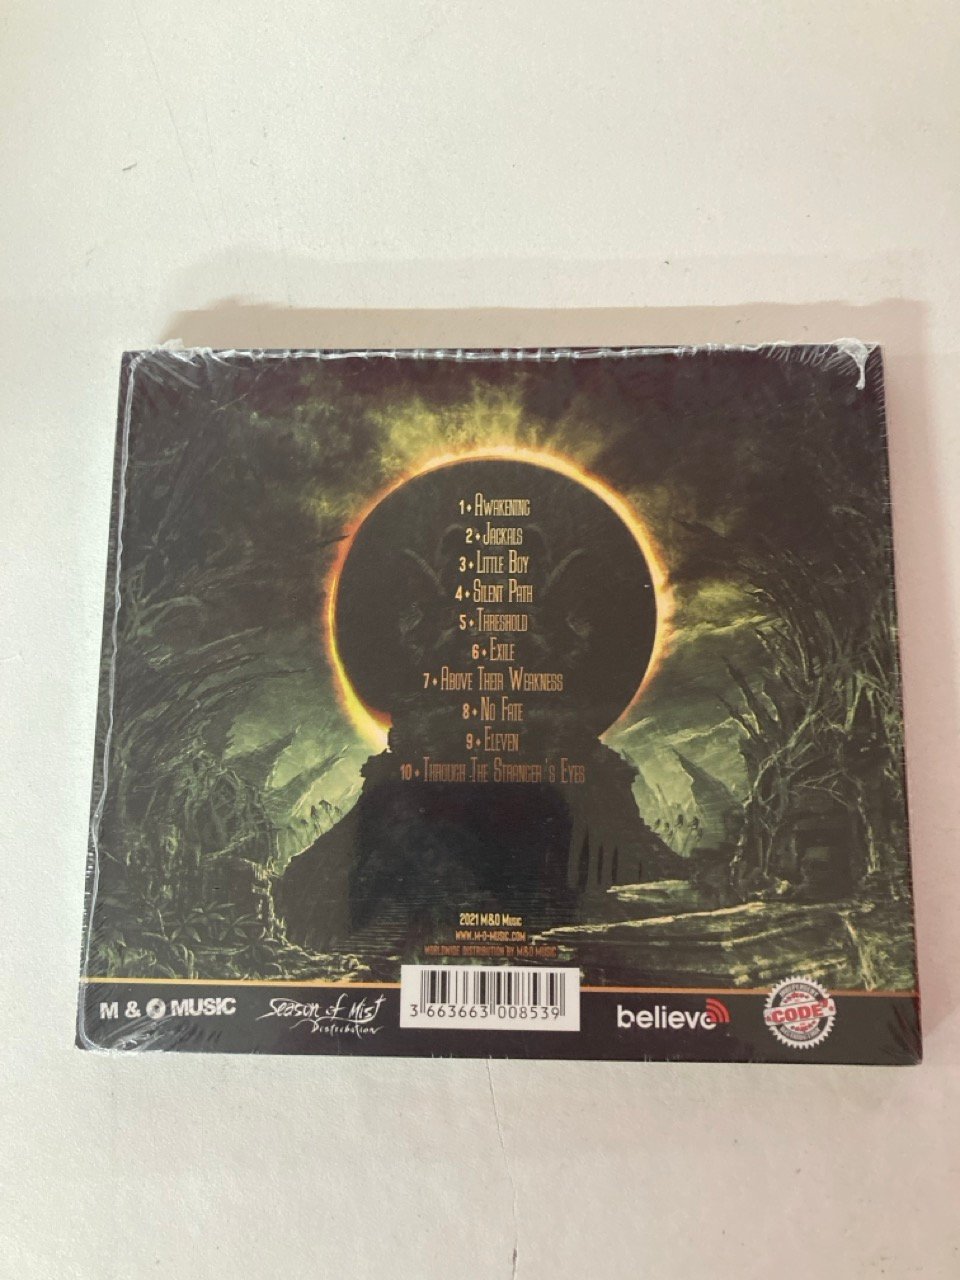 1 • Awakening
2 • Jackals
3 • Little Boy
4 • Silent Path
5 • Threshold
6 • Exile
7 • Above Their Weakness
8 • No Fate
9 • Eleven
10 • Through The Stranger 's Eyes
2021 M&O Music
www.m-o-music.com
worldwide distribution by M&O Music
M & O MUSIC
Season of Mist
Distribution
3 663663 008539
believe
INDEPENDENT
CODE